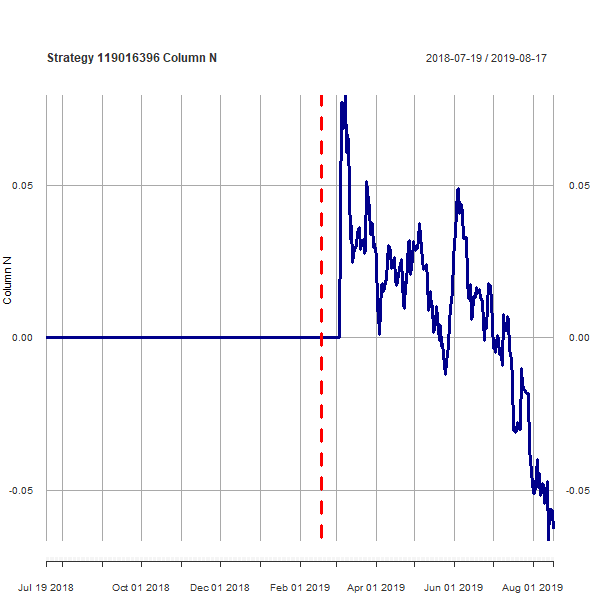 Strategy 119016396 Column N 2018-07-19 / 2019-08-17
0.05 0.05
Column N
0.00 0.00
-0.05 -0.05
Jul 19 2018 Oct 01 2018 Dec 01 2018 Feb 01 2019 Apr 01 2019 Jun 01 2019 Aug 01 2019